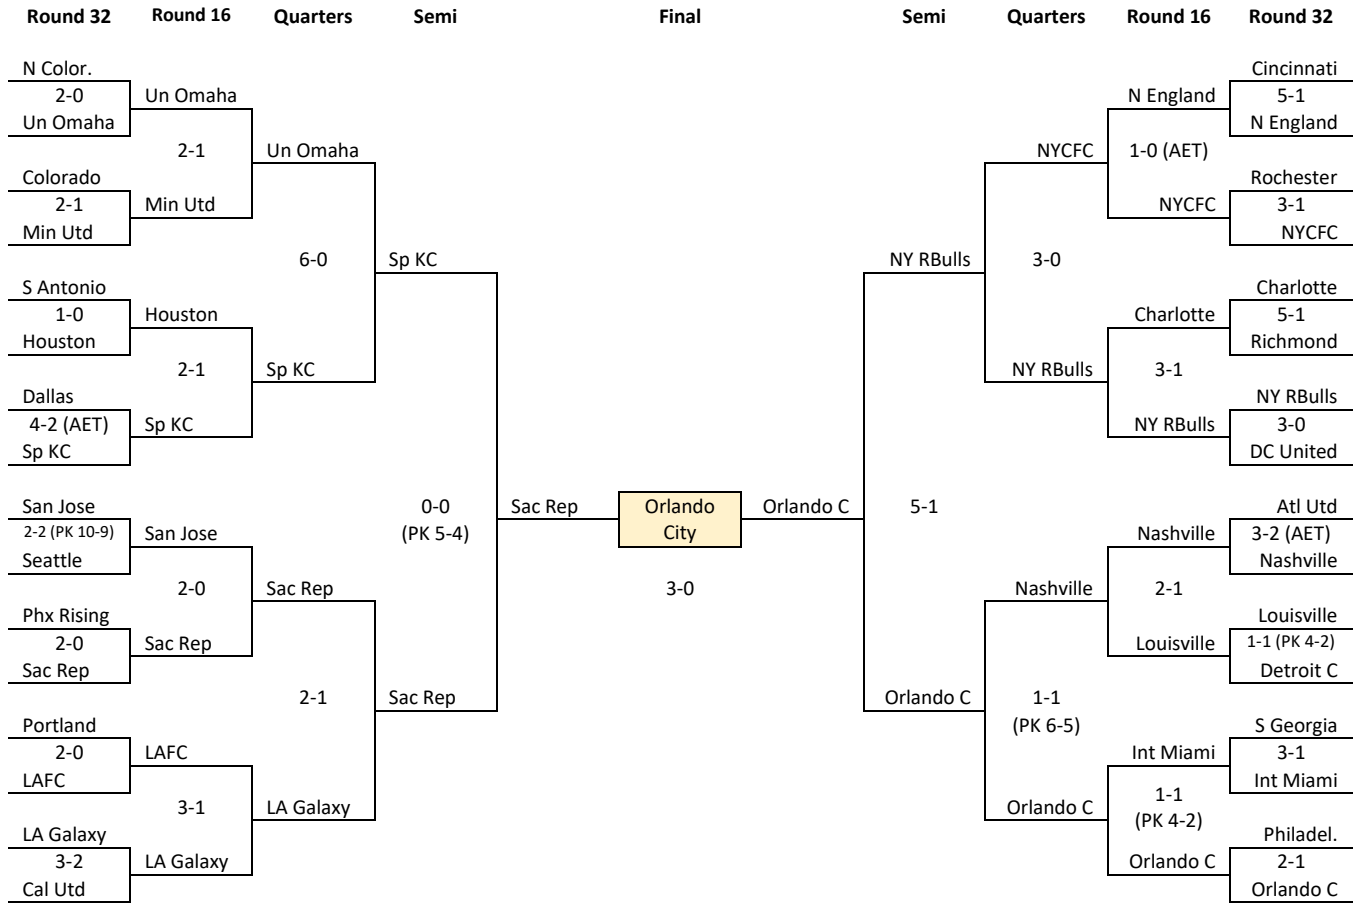 Round 32 Round 16 Quarters Semi Final Semi Quarters Round 16 Round 32
N Color. Cincinnati
2-0 Un Omaha N England 5-1
Un Omaha N England
2-1 Un Omaha NYCFC 1-0 (AET)
Colorado Rochester
2-1 Min Utd NYCFC 3-1
Min Utd NYCFC
6-0 Sp KC NY RBulls 3-0
S Antonio Charlotte
1-0 Houston Charlotte 5-1
Houston Richmond
2-1 Sp KC NY RBulls 3-1
Dallas NY RBulls
4-2 (AET) Sp KC NY RBulls 3-0
Sp KC DC United
San Jose 0-0 Sac Rep Orlando Orlando C 5-1 Atl Utd
2-2 (PK 10-9) San Jose (PK 5-4) City Nashville 3-2 (AET)
Seattle Nashville
2-0 Sac Rep 3-0 Nashville 2-1
Phx Rising Louisville
2-0 Sac Rep Louisville 1-1 (PK 4-2)
Sac Rep Detroit C
2-1 Sac Rep Orlando C 1-1
Portland (PK 6-5) S Georgia
2-0 LAFC Int Miami 3-1
LAFC Int Miami
3-1 LA Galaxy Orlando C 1-1
LA Galaxy (PK 4-2) Philadel.
3-2 LA Galaxy Orlando C 2-1
Cal Utd Orlando C